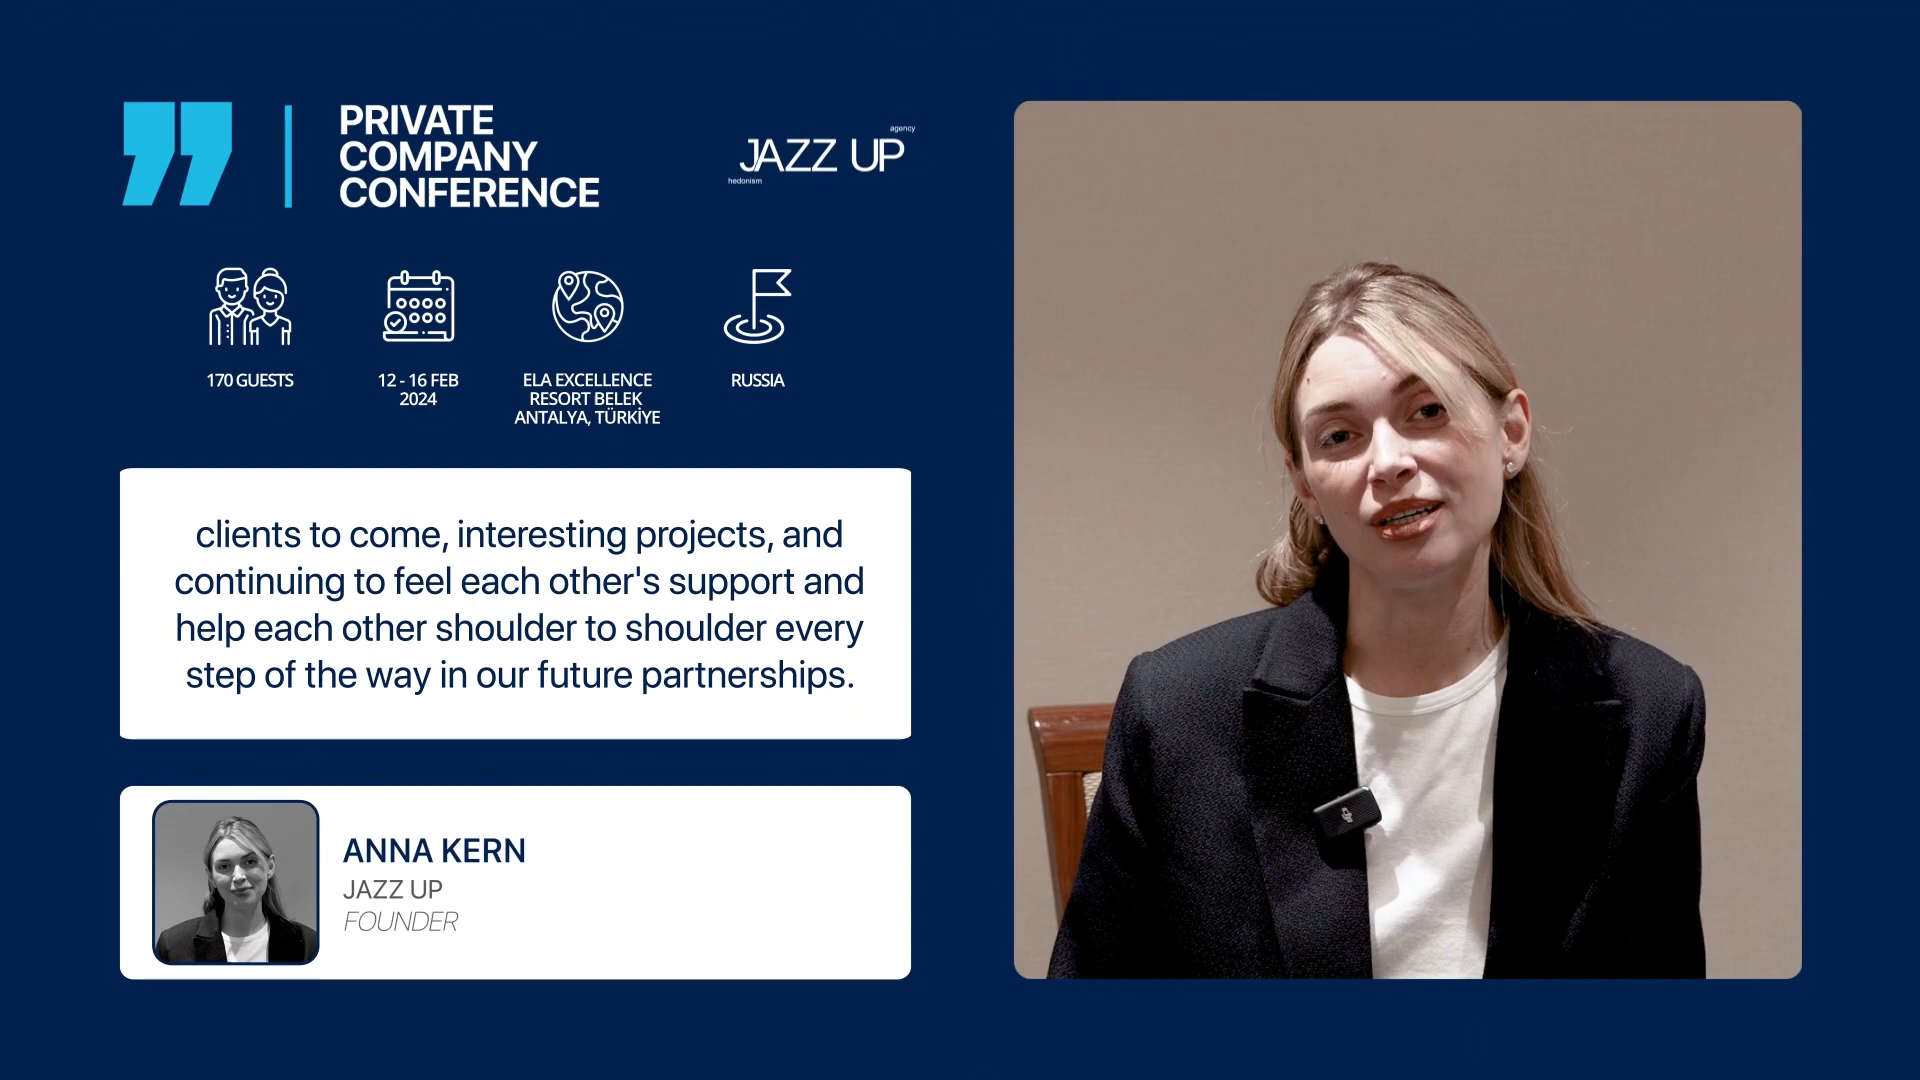 PRIVATE
COMPANY
CONFERENCE
agency
JAZZ UP
hedonism
170 GUESTS
12 - 16 FEB
2024
ELA EXCELLENCE
RESORT BELEK
ANTALYA, TÜRKİYE
RUSSIA
clients to come, interesting projects, and
continuing to feel each other's support and
help each other shoulder to shoulder every
step of the way in our future partnerships.
ANNA KERN
JAZZ UP
FOUNDER